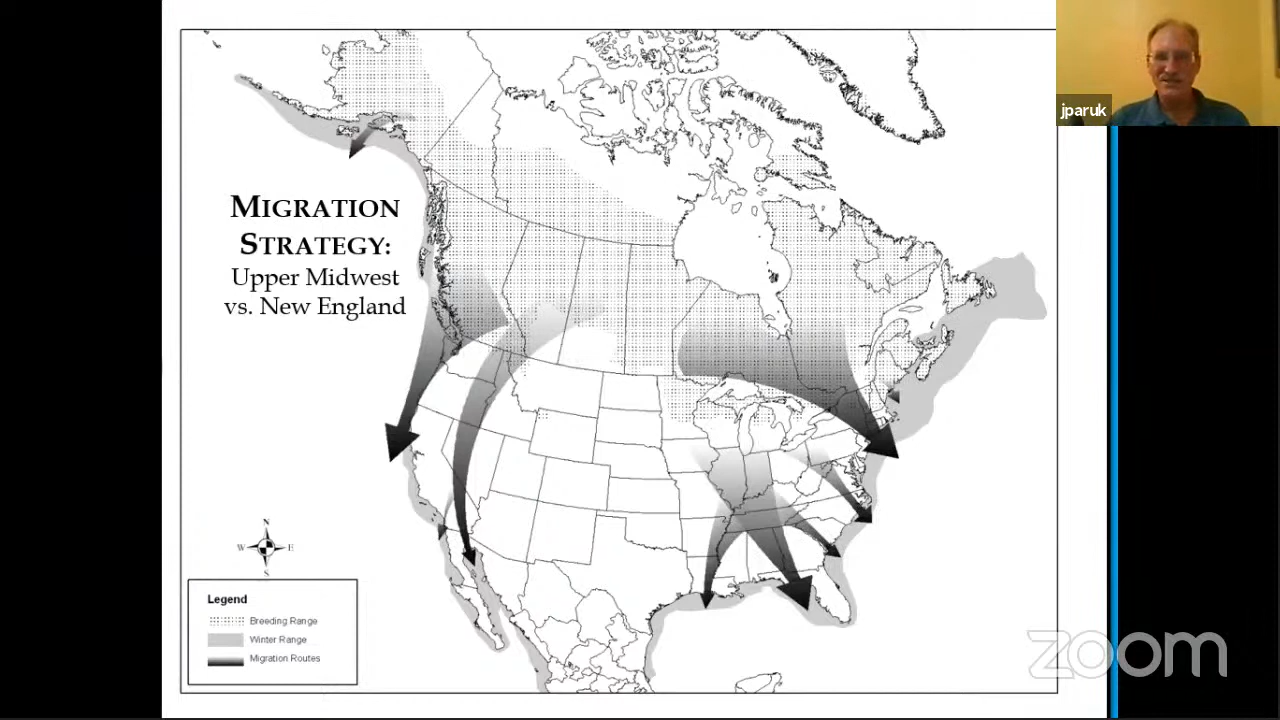 jparuk
MIGRATION
STRATEGY:
Upper Midwest
vs. New England
N
W E
S
Legend
Breeding Range
Winter Range
Migration Routes
zoom